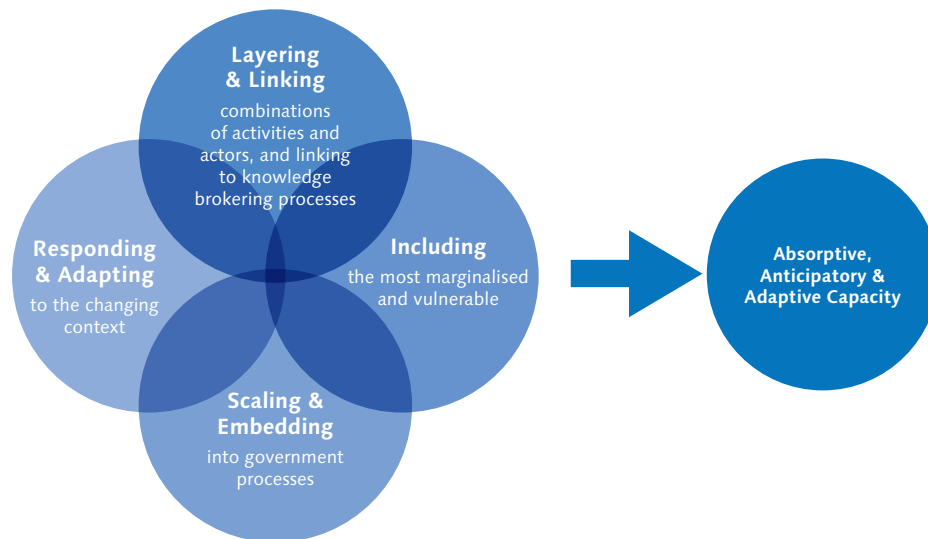 Layering
& Linking
combinations
of activities and
actors, and linking
to knowledge
brokering processes
Responding
& Adapting
to the changing
context
Including
the most marginalised
and vulnerable
Scaling &
Embedding
into government
processes
Absorptive,
Anticipatory &
Adaptive Capacity